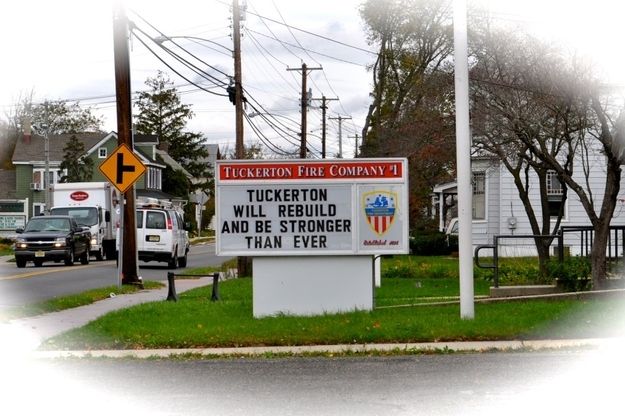 TUCKERTON FIRE COMPANY #1
TUCKERTON
WILL REBUILD
AND BE STRONGER
THAN EVER